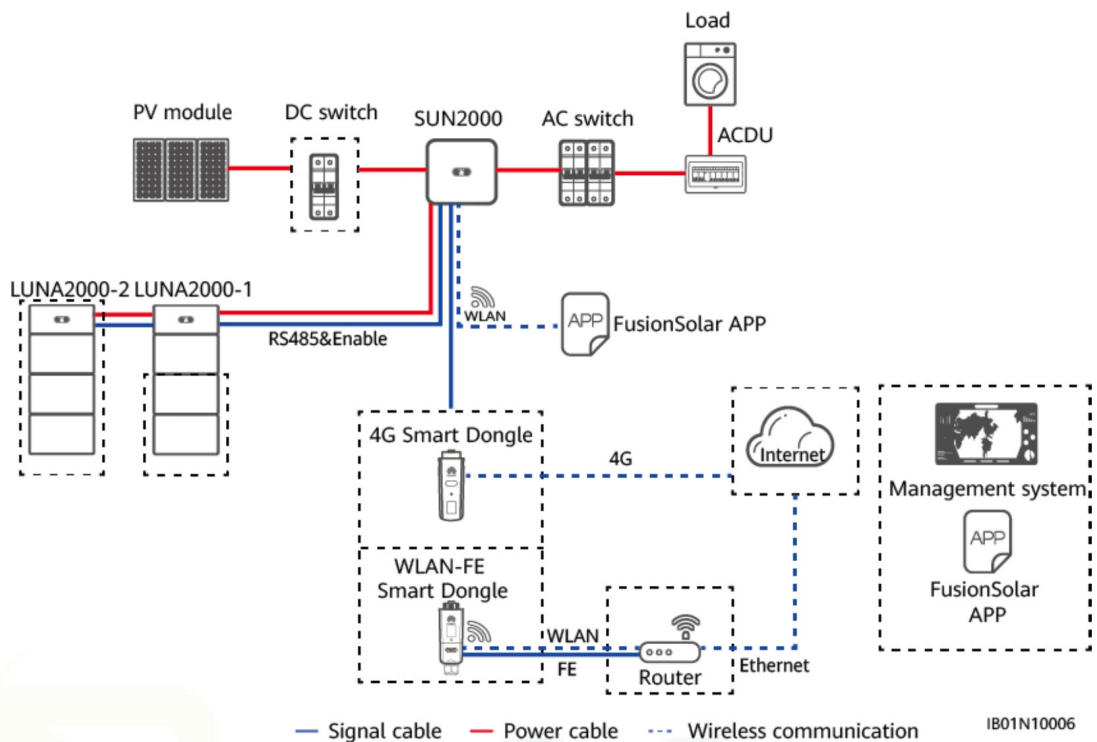 Load
PV module
DC switch
SUN2000
AC switch
ACDU
LUNA2000-2
LUNA2000-1
RS485&Enable
WLAN
APP
FusionSolar APP
4G Smart Dongle
4G
Internet
Management system
APP
FusionSolar
APP
WLAN-FE
Smart Dongle
WLAN
FE
Router
Ethernet
Signal cable
Power cable
Wireless communication
IB01N10006